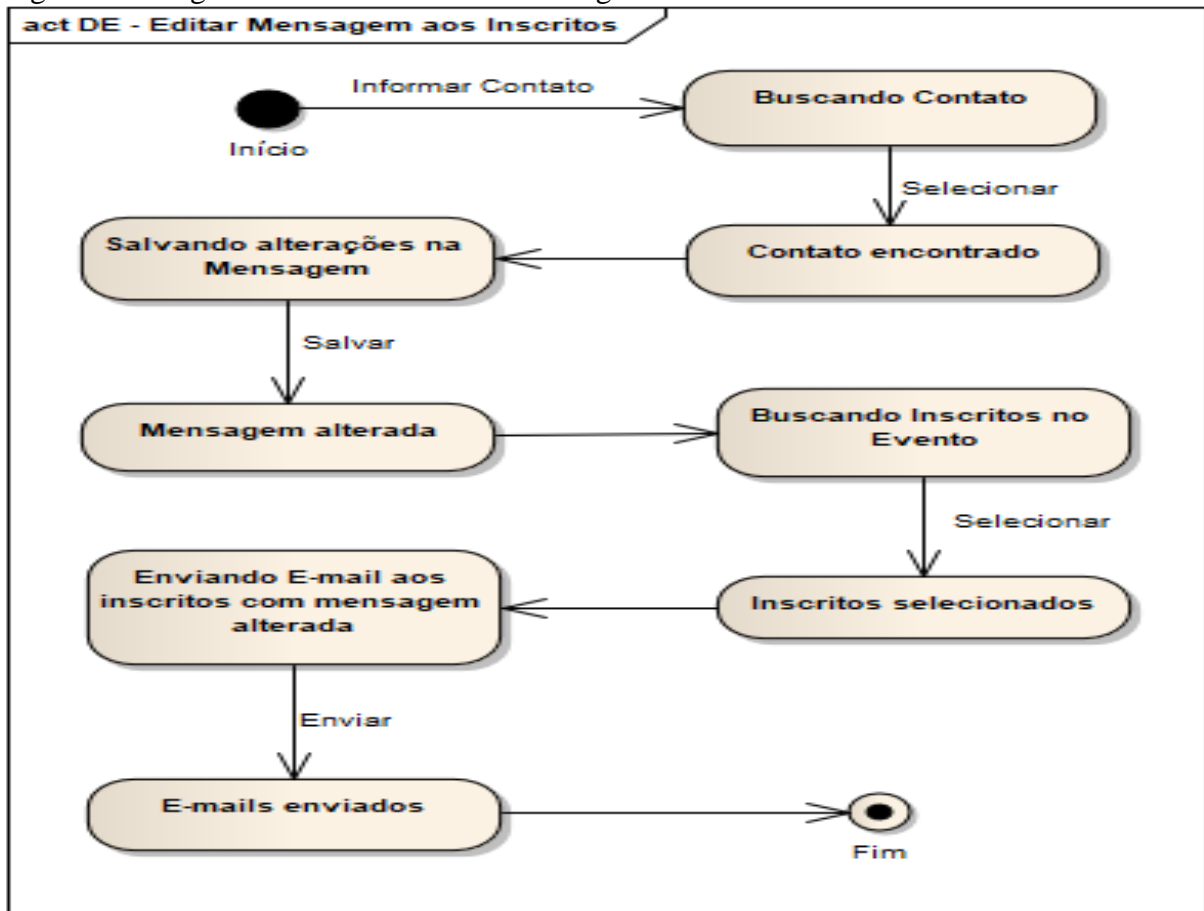 act DE - Editar Mensagem aos Inscritos
Informar Contato
Buscando Contato
Início
Selecionar
Salvando alterações na
Mensagem
Contato encontrado
Salvar
Mensagem alterada
Buscando Inscritos no
Evento
Selecionar
Enviando E-mail aos
inscritos com mensagem
alterada
Inscritos selecionados
Enviar
E-mails enviados
Fim